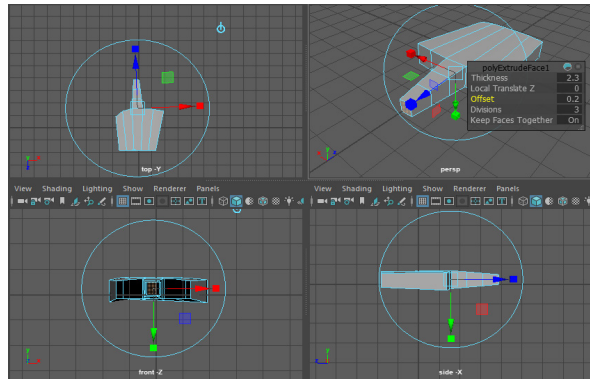 polyExtrudeFace1
Thickness 2.3
Local Translate Z 0
Offset 0.2
Divisions 3
Keep Faces Together On
top -Y
persp
View Shading Lighting Show Renderer Panels
View Shading Lighting Show Renderer Panels
front -Z
side -X